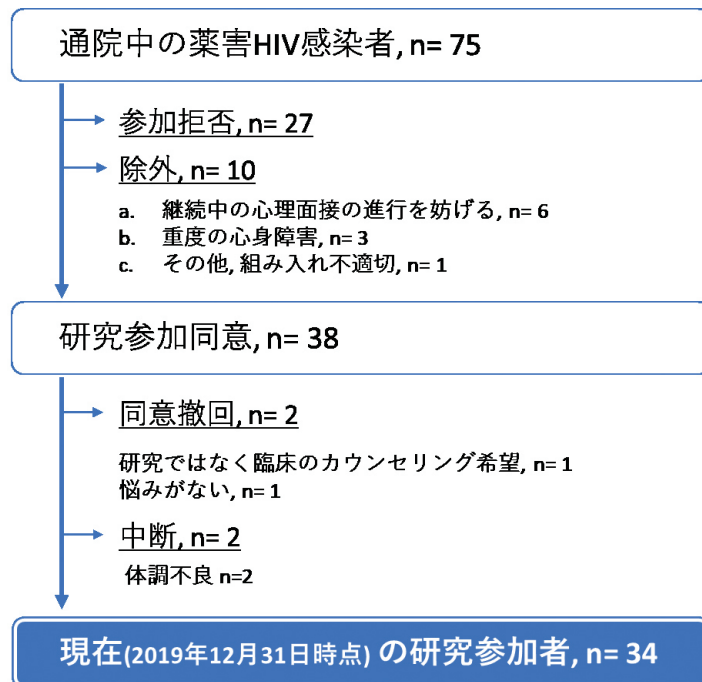 通院中の薬害HIV感染者, n= 75
参加拒否, n= 27
除外, n= 10
a. 継続中の心理面接の進行を妨げる, n= 6
b. 重度の心身障害, n= 3
c. その他, 組み入れ不適切, n= 1
研究参加同意, n= 38
同意撤回, n= 2
研究ではなく臨床のカウンセリング希望, n= 1
悩みがない, n= 1
中断, n= 2
体調不良 n=2
現在(2019年12月31日時点) の研究参加者, n= 34